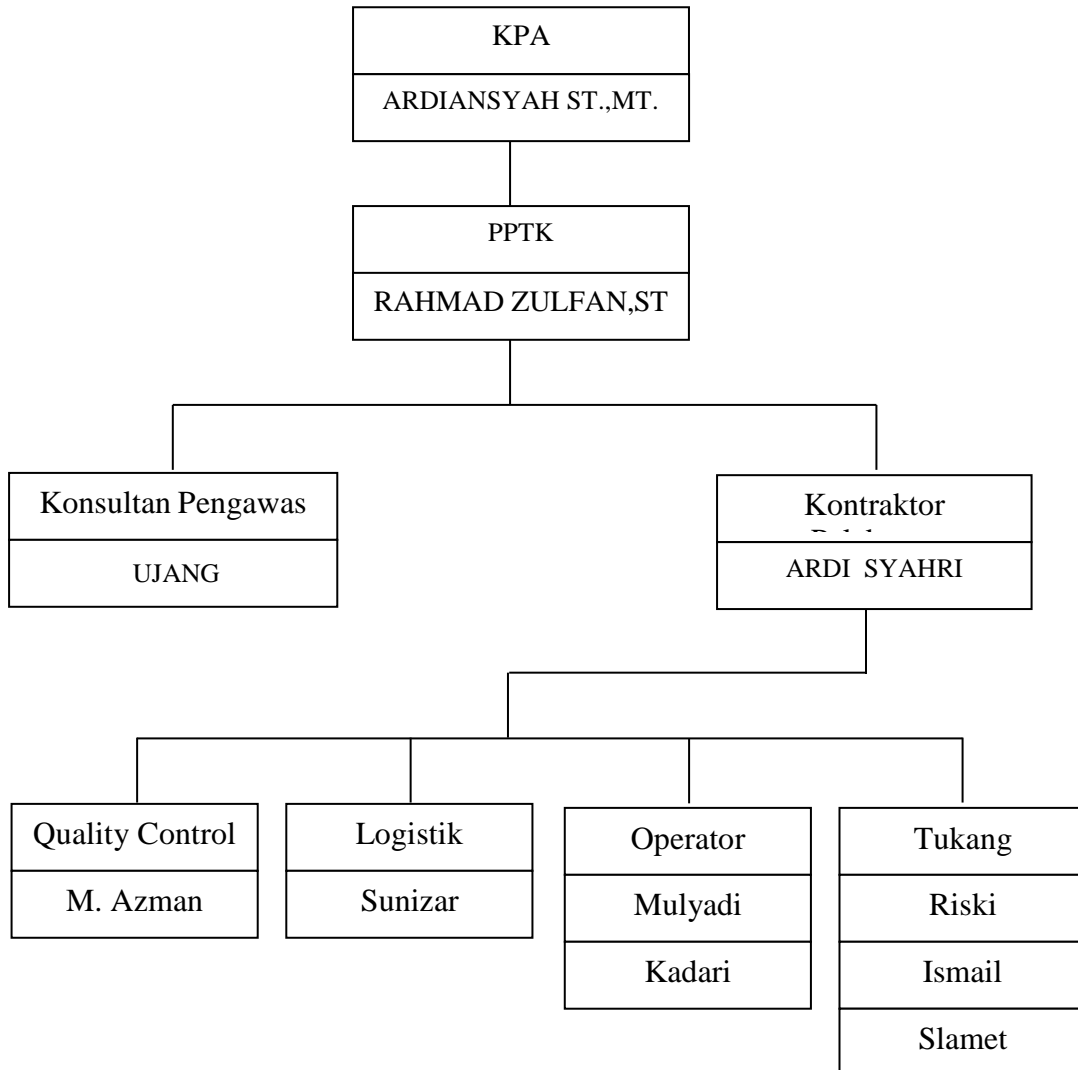 KPA
ARDIANSYAH ST.,MT.
PPTK
RAHMAD ZULFAN,ST
Konsultan Pengawas
UJANG
Kontraktor
ARDI SYAHRI
Quality Control
M. Azman
Logistik
Sunizar
Operator
Mulyadi
Kadari
Tukang
Riski
Ismail
Slamet